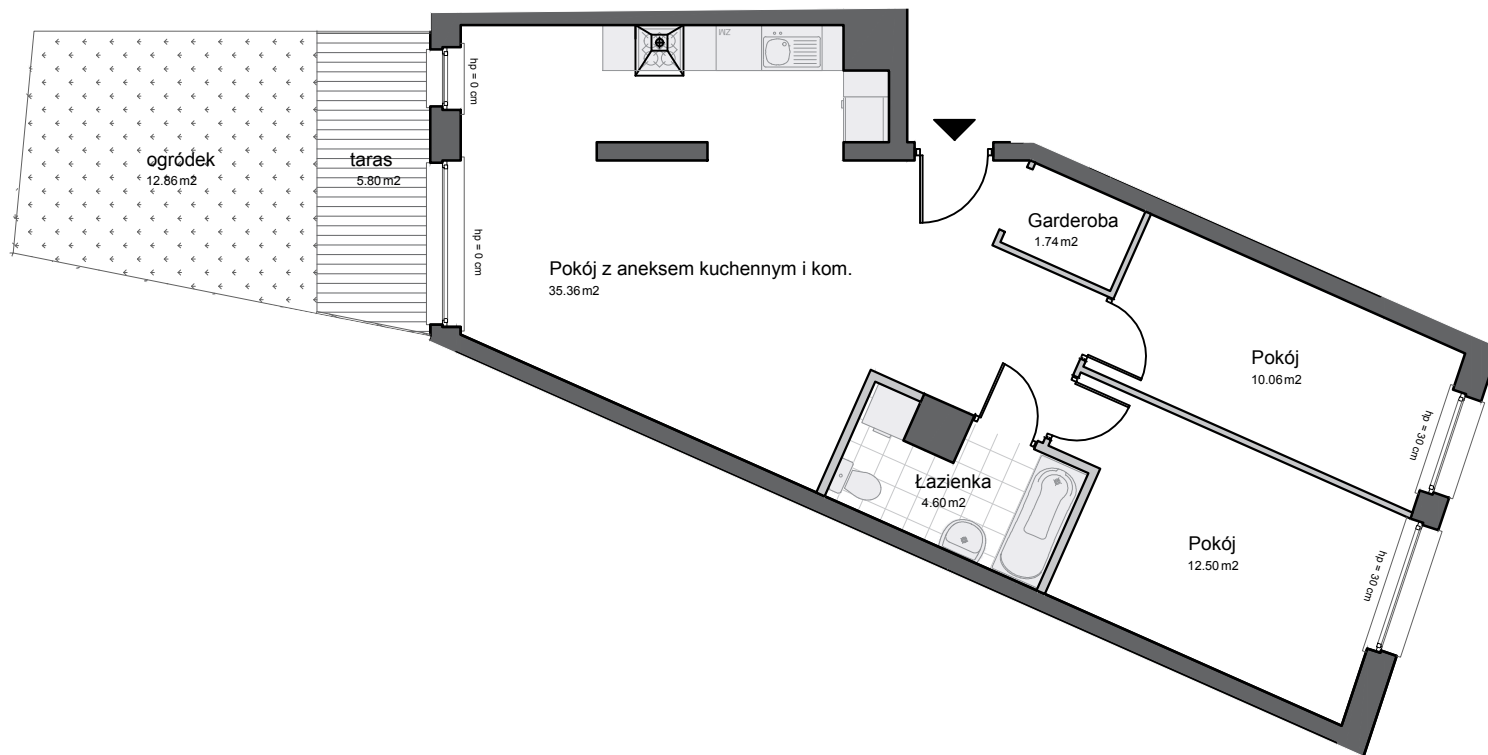 ZM
hp = 0 cm
ogródek
12.86 m2
taras
5.80 m2
hp = 0 cm
Garderoba
1.74 m2
Pokój z aneksem kuchennym i kom.
35.36 m2
Pokój
10.06 m2
hp = 30 cm
Łazienka
4.60 m2
Pokój
12.50 m2
hp = 30 cm